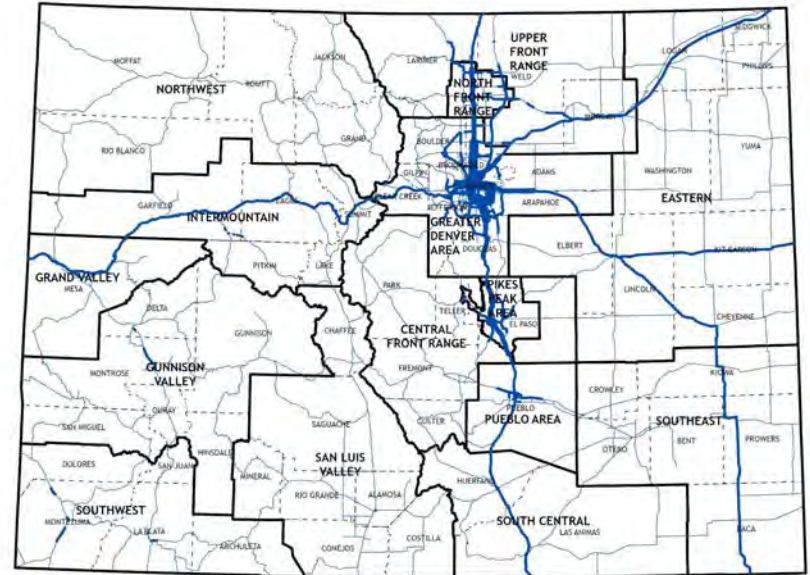 SEDGWICK
UPPER
FRONT
RANGE
LOGAN
JACKSON
LARIMER
MOFFAT
PHILLIPS
WELD
NORTHWEST
ROUTT
NORTH
FRONT
RANGE
MORGAN
GRAND
BOULDER
YUMA
RIO BLANCO
GILPIN
ADAMS
WASHINGTON
EASTERN
GARFIELD
EAGLE
CLEAR CREEK
ARAPAHOE
SUMMIT
INTERMOUNTAIN
GREATER
DENVER
AREA
DOUGLAS
ELBERT
KIT CARSON
PITKIN
LAKE
GRAND VALLEY
MESA
PARK
PIKES
PEAK
AREA
LINCOLN
DELTA
TELLER
EL PASO
CHEYENNE
GUNNISON
CHAFFEE
CENTRAL
FRONT RANGE
MONTROSE
GUNNISON
VALLEY
FREMONT
KIOWA
CROWLEY
OURAY
PUEBLO
PUEBLO AREA
SAN MIGUEL
SAGUACHE
CUSTER
SOUTHEAST
HINSDALE
OTERO
BENT
PROWERS
DOLORES
SAN JUAN
SAN LUIS
VALLEY
MINERAL
HUERFANO
RIO GRANDE
ALAMOSA
SOUTHWEST
MONTEZUMA
LA PLATA
SOUTH CENTRAL
LAS ANIMAS
BACA
COSTILLA
ARCHULETA
CONEJOS